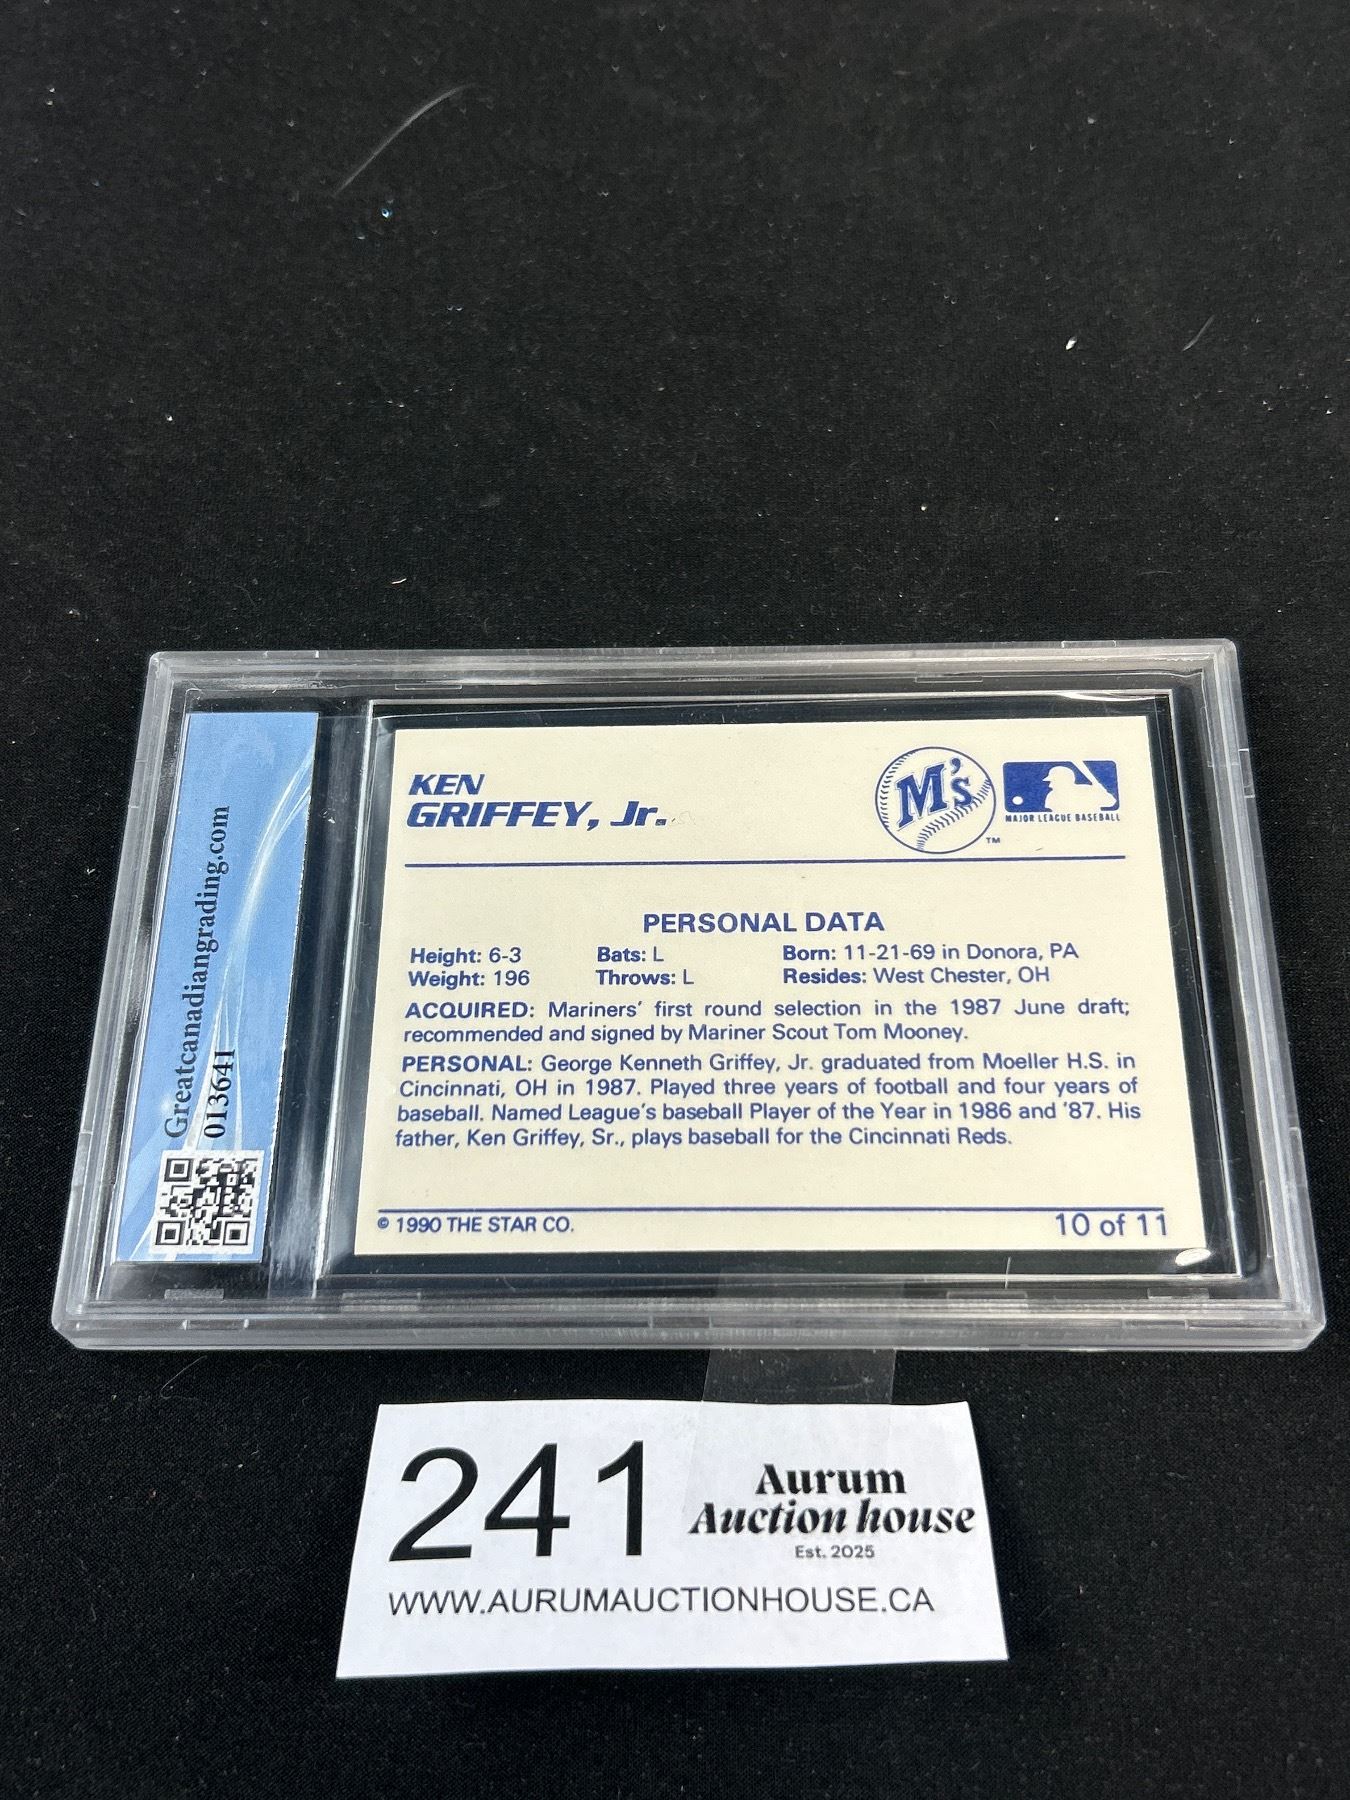 Greatcanadiangrading.com
013641
KEN
GRIFFEY, Jr.
M's
TM
MAJOR LEAGUE BASEBALL
PERSONAL DATA
Height: 6-3 Bats: L Born: 11-21-69 in Donora, PA
Weight: 196 Throws: L Resides: West Chester, OH
ACQUIRED: Mariners' first round selection in the 1987 June draft;
recommended and signed by Mariner Scout Tom Mooney.
PERSONAL: George Kenneth Griffey, Jr. graduated from Moeller H.S. in
Cincinnati, OH in 1987. Played three years of football and four years of
baseball. Named League's baseball Player of the Year in 1986 and '87. His
father, Ken Griffey, Sr., plays baseball for the Cincinnati Reds.
© 1990 THE STAR CO. 10 of 11
241
Aurum
Auction house
Est. 2025
WWW.AURUMAUCTIONHOUSE.CA